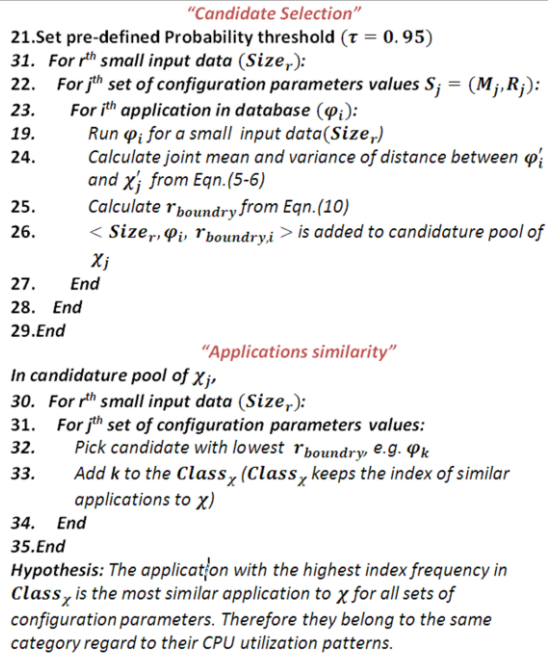 “Candidate Selection”
21.Set pre-defined Probability threshold (τ = 0.95)
31. For rth small input data (Sizer):
22. For jth set of configuration parameters values Sj = (Mj,Rj):
23. For ith application in database (φi):
19. Run φi for a small input data(Sizer)
24. Calculate joint mean and variance of distance between φ′i
and χ′j from Eqn.(5-6)
25. Calculate rboundry from Eqn.(10)
26. < Sizer, φi, rboundry,i > is added to candidature pool of
χj
27. End
28. End
29.End
“Applications similarity”
In candidature pool of χj,
30. For rth small input data (Sizer):
31. For jth set of configuration parameters values:
32. Pick candidate with lowest rboundry, e.g. φk
33. Add k to the Classχ (Classχ keeps the index of similar
applications to χ)
34. End
35.End
Hypothesis: The application with the highest index frequency in
Classχ is the most similar application to χ for all sets of
configuration parameters. Therefore they belong to the same
category regard to their CPU utilization patterns.